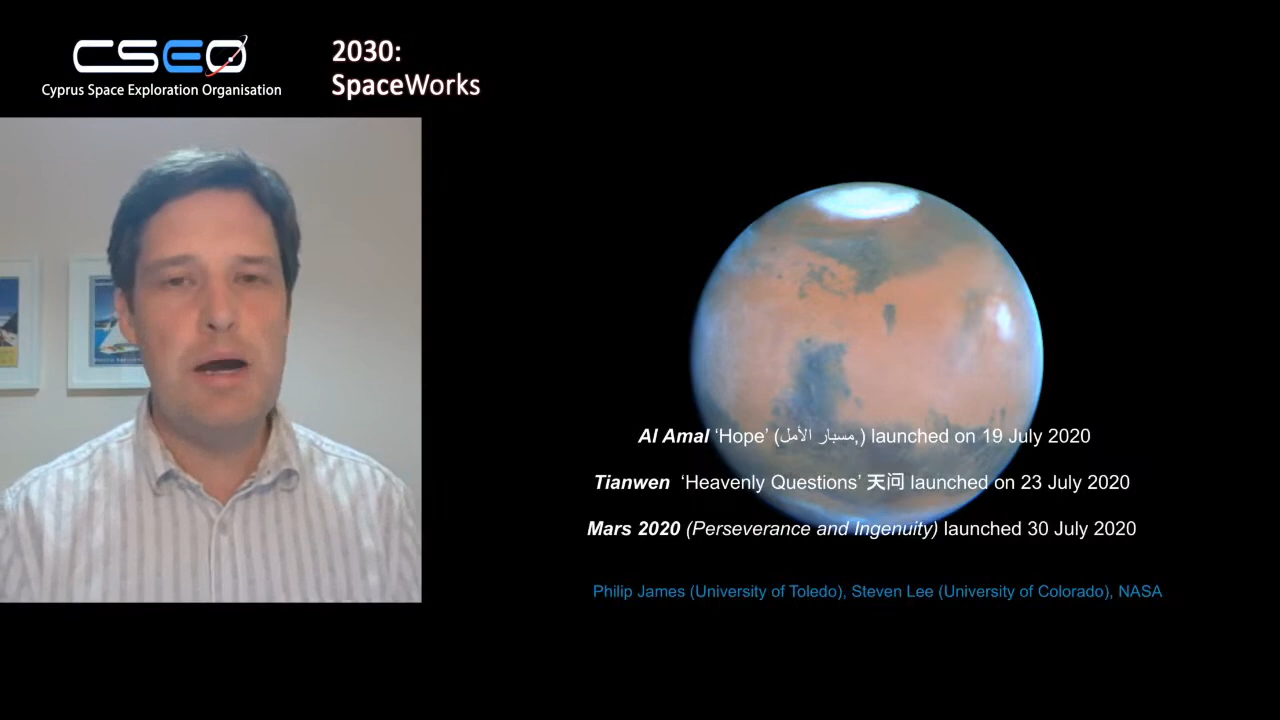 CSEO
Cyprus Space Exploration Organisation
2030:
SpaceWorks
Al Amal ‘Hope’ (مسبار الأمل,) launched on 19 July 2020
Tianwen ‘Heavenly Questions’ 天问 launched on 23 July 2020
Mars 2020 (Perseverance and Ingenuity) launched 30 July 2020
Philip James (University of Toledo), Steven Lee (University of Colorado), NASA